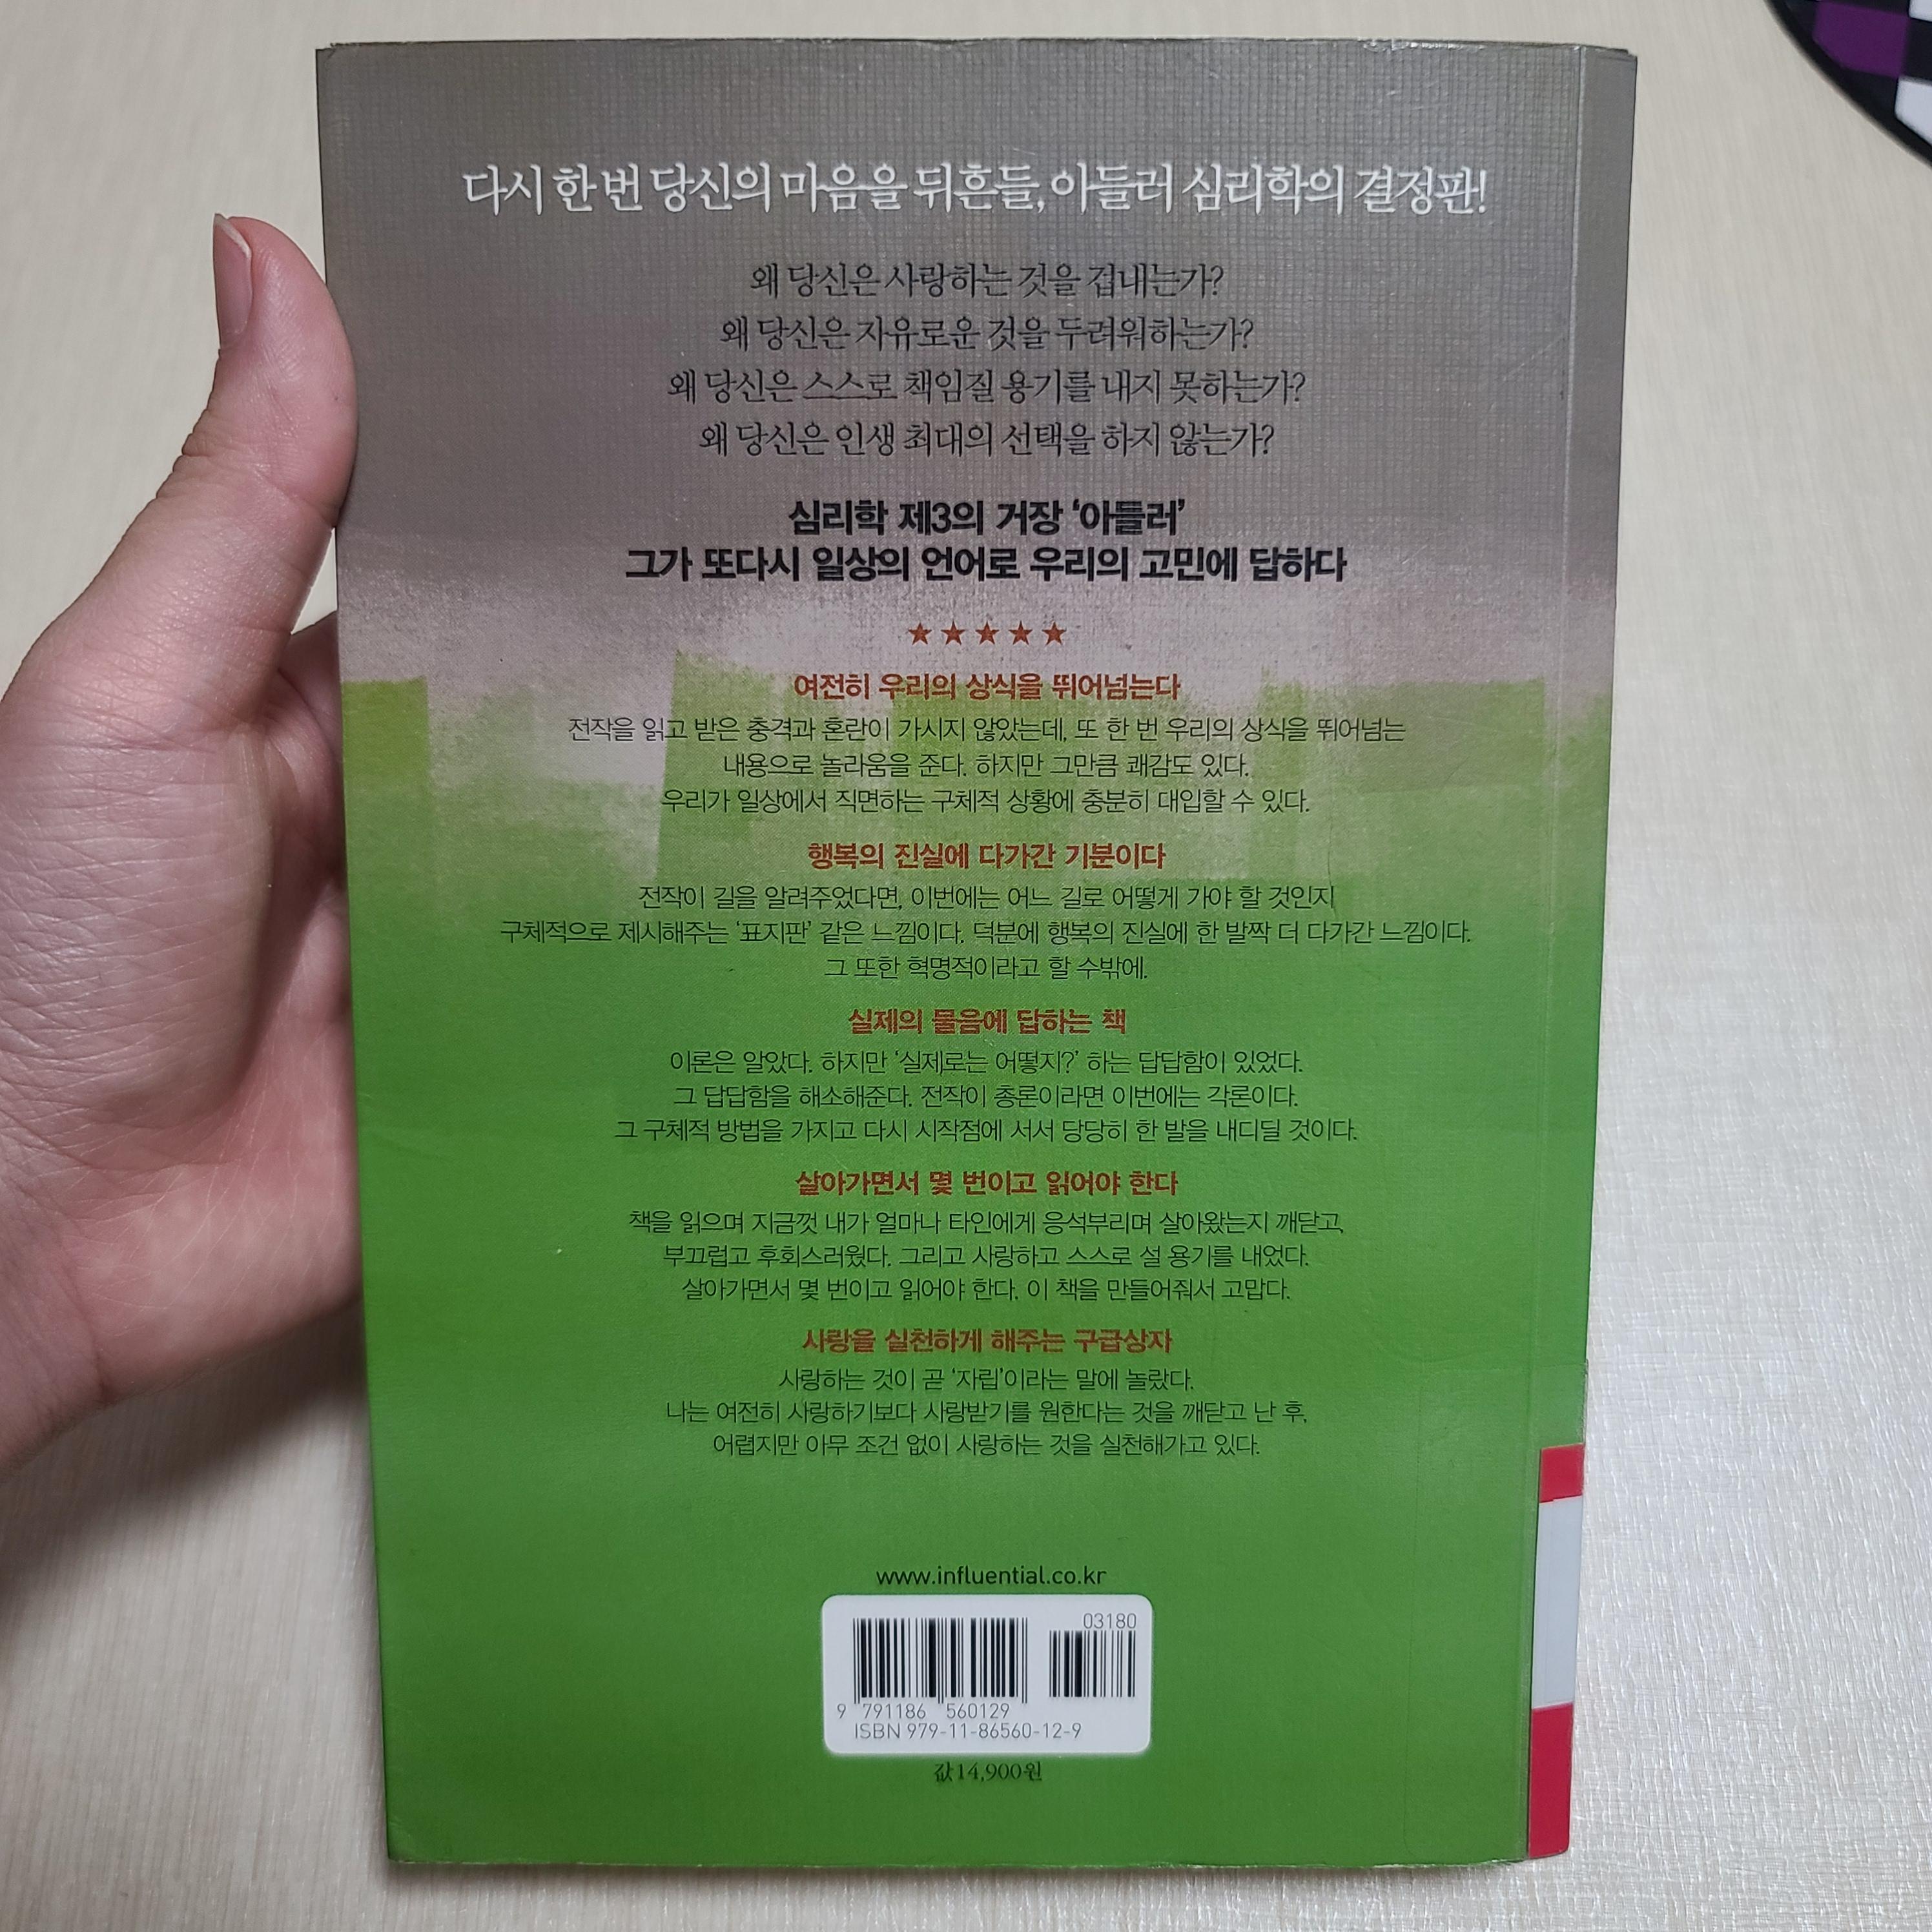 다시 한 번 당신의 마음을 뒤흔들, 아들러 심리학의 결정판!
왜 당신은 사랑하는 것을 겁내는가?
왜 당신은 자유로운 것을 두려워하는가?
왜 당신은 스스로 책임질 용기를 내지 못하는가?
왜 당신은 인생 최대의 선택을 하지 않는가?
심리학 제3의 거장 ‘아들러’
그가 또다시 일상의 언어로 우리의 고민에 답하다
★★★★★
여전히 우리의 상식을 뛰어넘는다
전작을 읽고 받은 충격과 혼란이 가시지 않았는데, 또 한 번 우리의 상식을 뛰어넘는
내용으로 놀라움을 준다. 하지만 그만큼 쾌감도 있다.
우리가 일상에서 직면하는 구체적 상황에 충분히 대입할 수 있다.
행복의 진실에 다가간 기분이다
전작이 길을 알려주었다면, 이번에는 어느 길로 어떻게 가야 할 것인지
구체적으로 제시해주는 ‘표지판’ 같은 느낌이다. 덕분에 행복의 진실에 한 발짝 더 다가간 느낌이다.
그 또한 혁명적이라고 할 수밖에.
실제의 물음에 답하는 책
이론은 알았다. 하지만 ‘실제로는 어떻지?’ 하는 답답함이 있었다.
그 답답함을 해소해준다. 전작이 총론이라면 이번에는 각론이다.
그 구체적 방법을 가지고 다시 시작점에 서서 당당히 한 발을 내디딜 것이다.
살아가면서 몇 번이고 읽어야 한다
책을 읽으며 지금껏 내가 얼마나 타인에게 응석부리며 살아왔는지 깨닫고,
부끄럽고 후회스러웠다. 그리고 사랑하고 스스로 설 용기를 내었다.
살아가면서 몇 번이고 읽어야 한다. 이 책을 만들어줘서 고맙다.
사랑을 실천하게 해주는 구급상자
사랑하는 것이 곧 ‘자립’이라는 말에 놀랐다.
나는 여전히 사랑하기보다 사랑받기를 원한다는 것을 깨닫고 난 후,
어렵지만 아무 조건 없이 사랑하는 것을 실천해가고 있다.
www.influential.co.kr
03180
9 791186 560129
ISBN 979-11-86560-12-9
값 14,900원